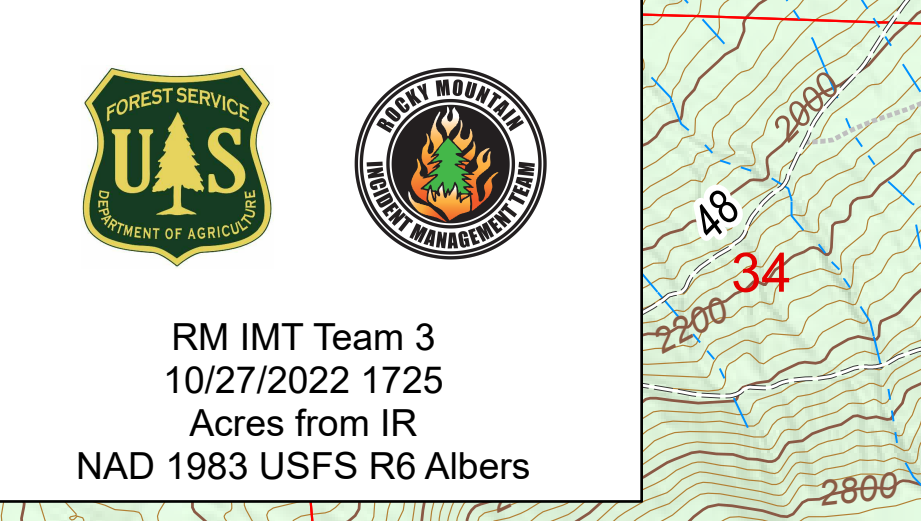 FOREST SERVICE
U S
DEPARTMENT OF AGRICULTURE
ROCKY MOUNTAIN
INCIDENT MANAGEMENT TEAM
RM IMT Team 3
10/27/2022 1725
Acres from IR
NAD 1983 USFS R6 Albers
2000
48
34
2200
2800